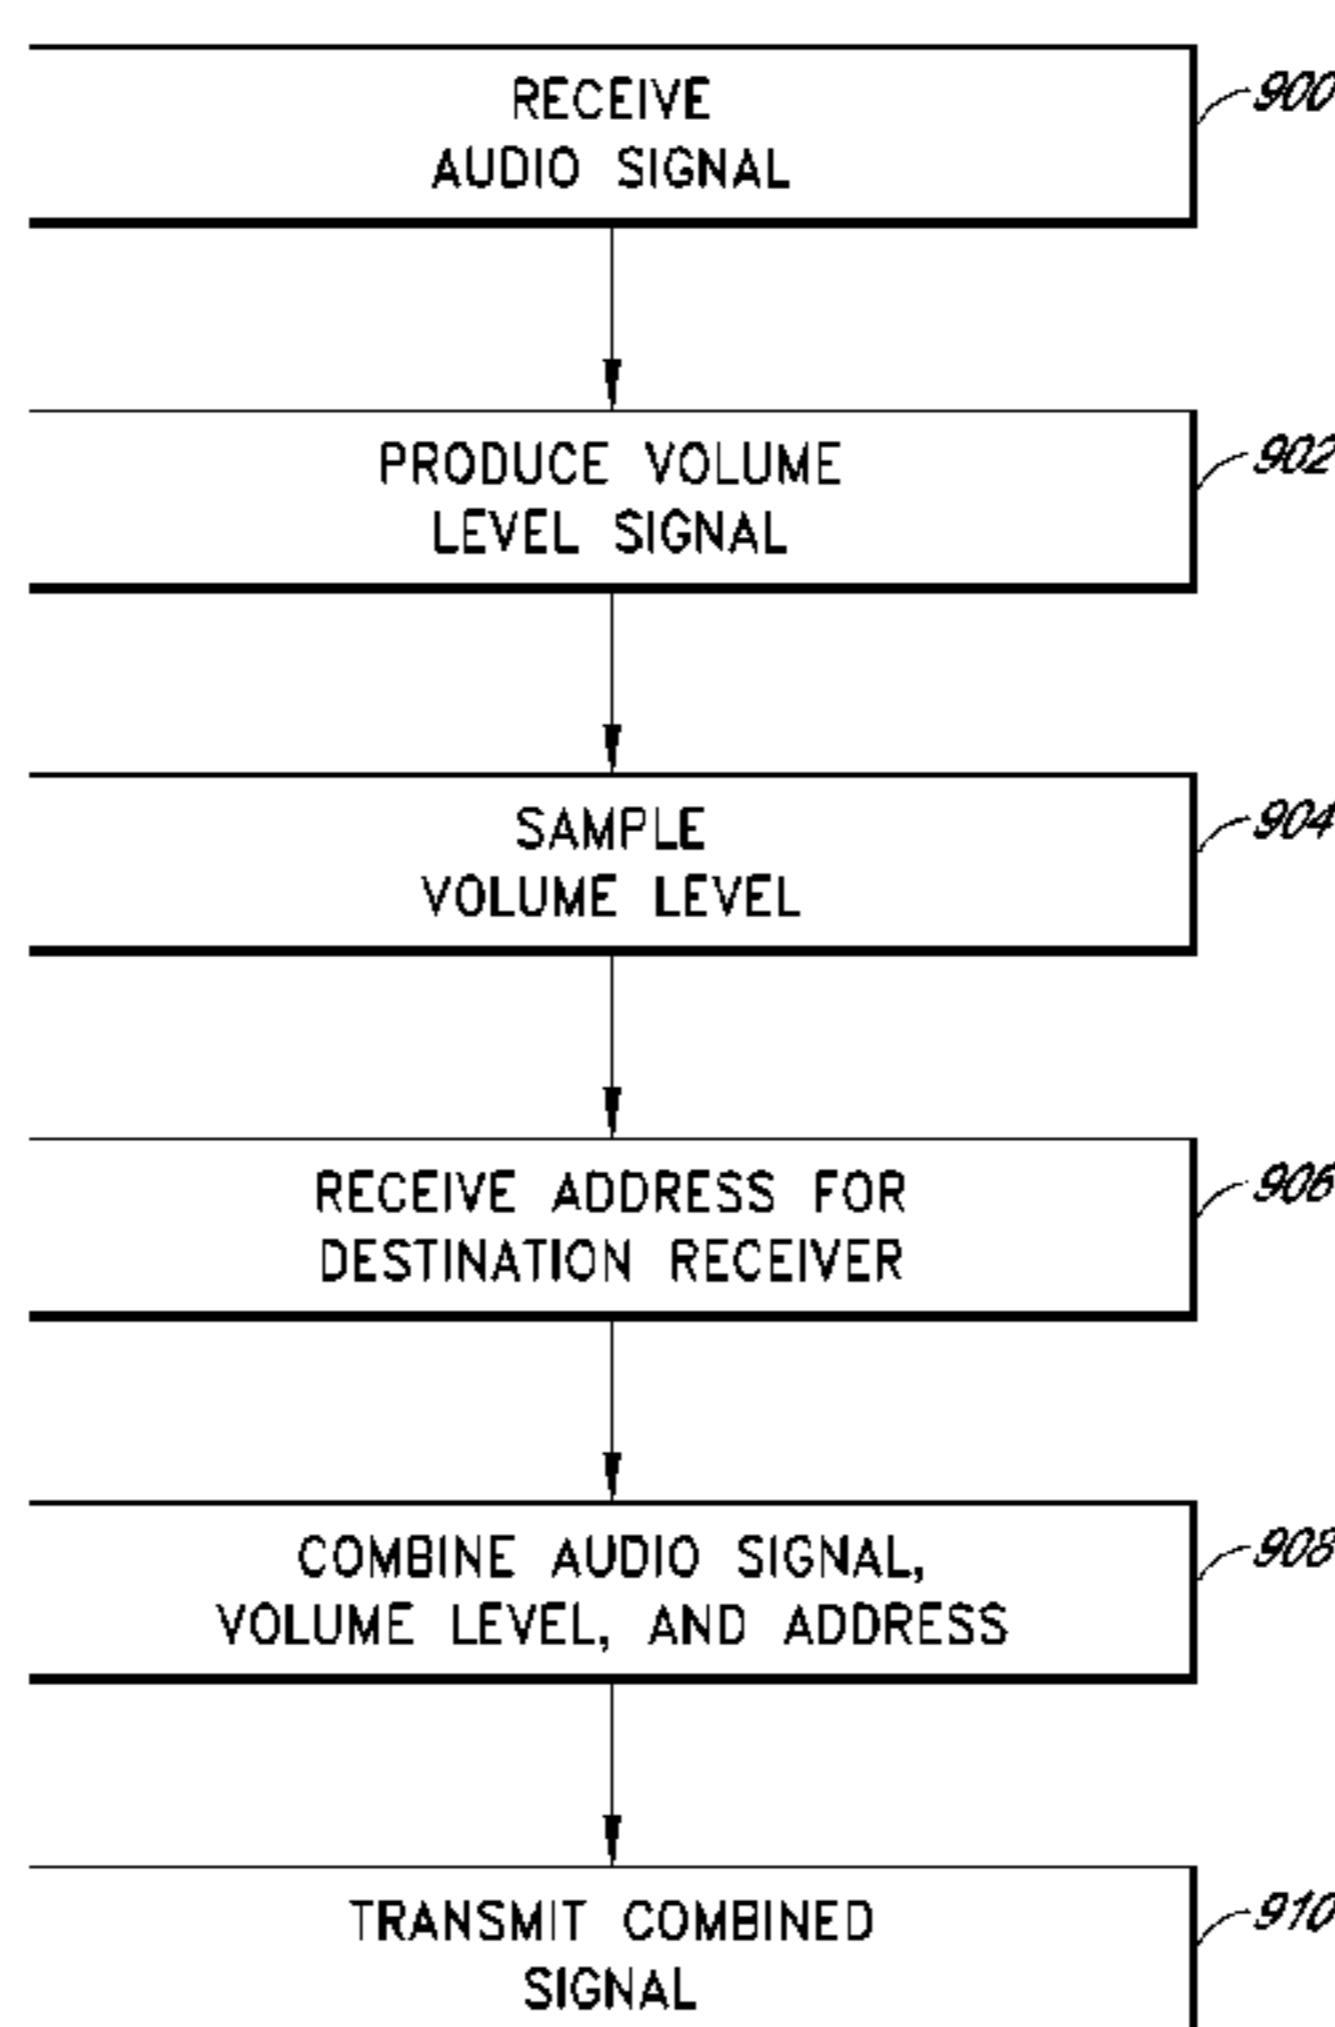 RECEIVE
AUDIO SIGNAL
900
PRODUCE VOLUME
LEVEL SIGNAL
902
SAMPLE
VOLUME LEVEL
904
RECEIVE ADDRESS FOR
DESTINATION RECEIVER
906
COMBINE AUDIO SIGNAL,
VOLUME LEVEL, AND ADDRESS
908
TRANSMIT COMBINED
SIGNAL
910